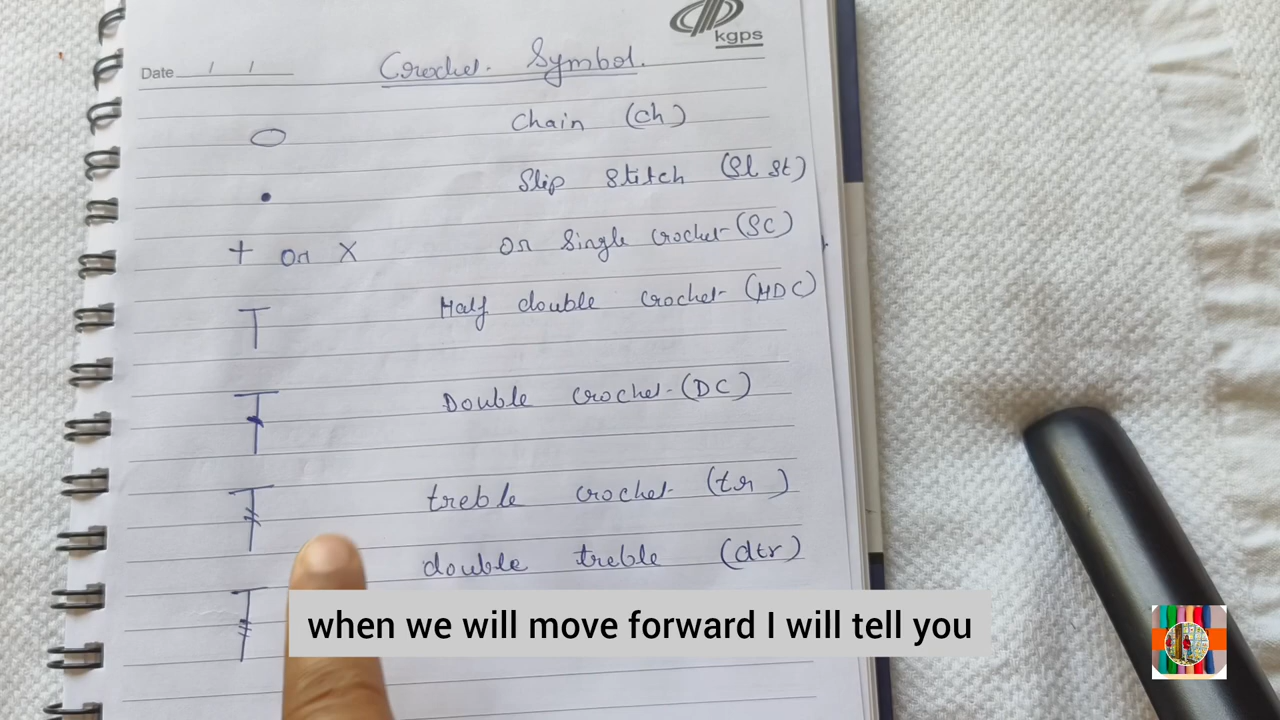 kgps
Date / /
Crochet. Symbol.
Chain (ch)
Slip Stitch (Sl St)
+ or X or Single crochet (SC)
T Half double crochet (HDC)
Double crochet (DC)
treble crochet (tr)
double treble (dtr)
when we will move forward I will tell you